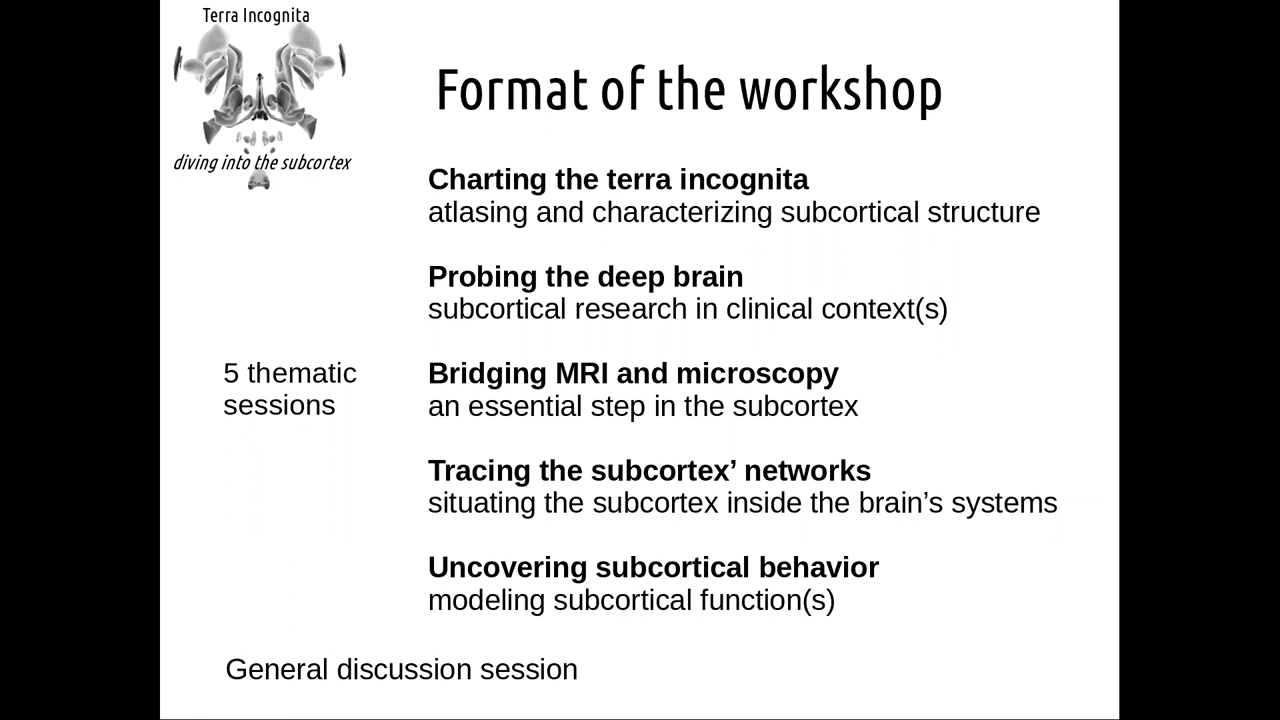 Terra Incognita
diving into the subcortex
Format of the workshop
Charting the terra incognita
atlasing and characterizing subcortical structure
Probing the deep brain
subcortical research in clinical context(s)
5 thematic
sessions
Bridging MRI and microscopy
an essential step in the subcortex
Tracing the subcortex’ networks
situating the subcortex inside the brain’s systems
Uncovering subcortical behavior
modeling subcortical function(s)
General discussion session